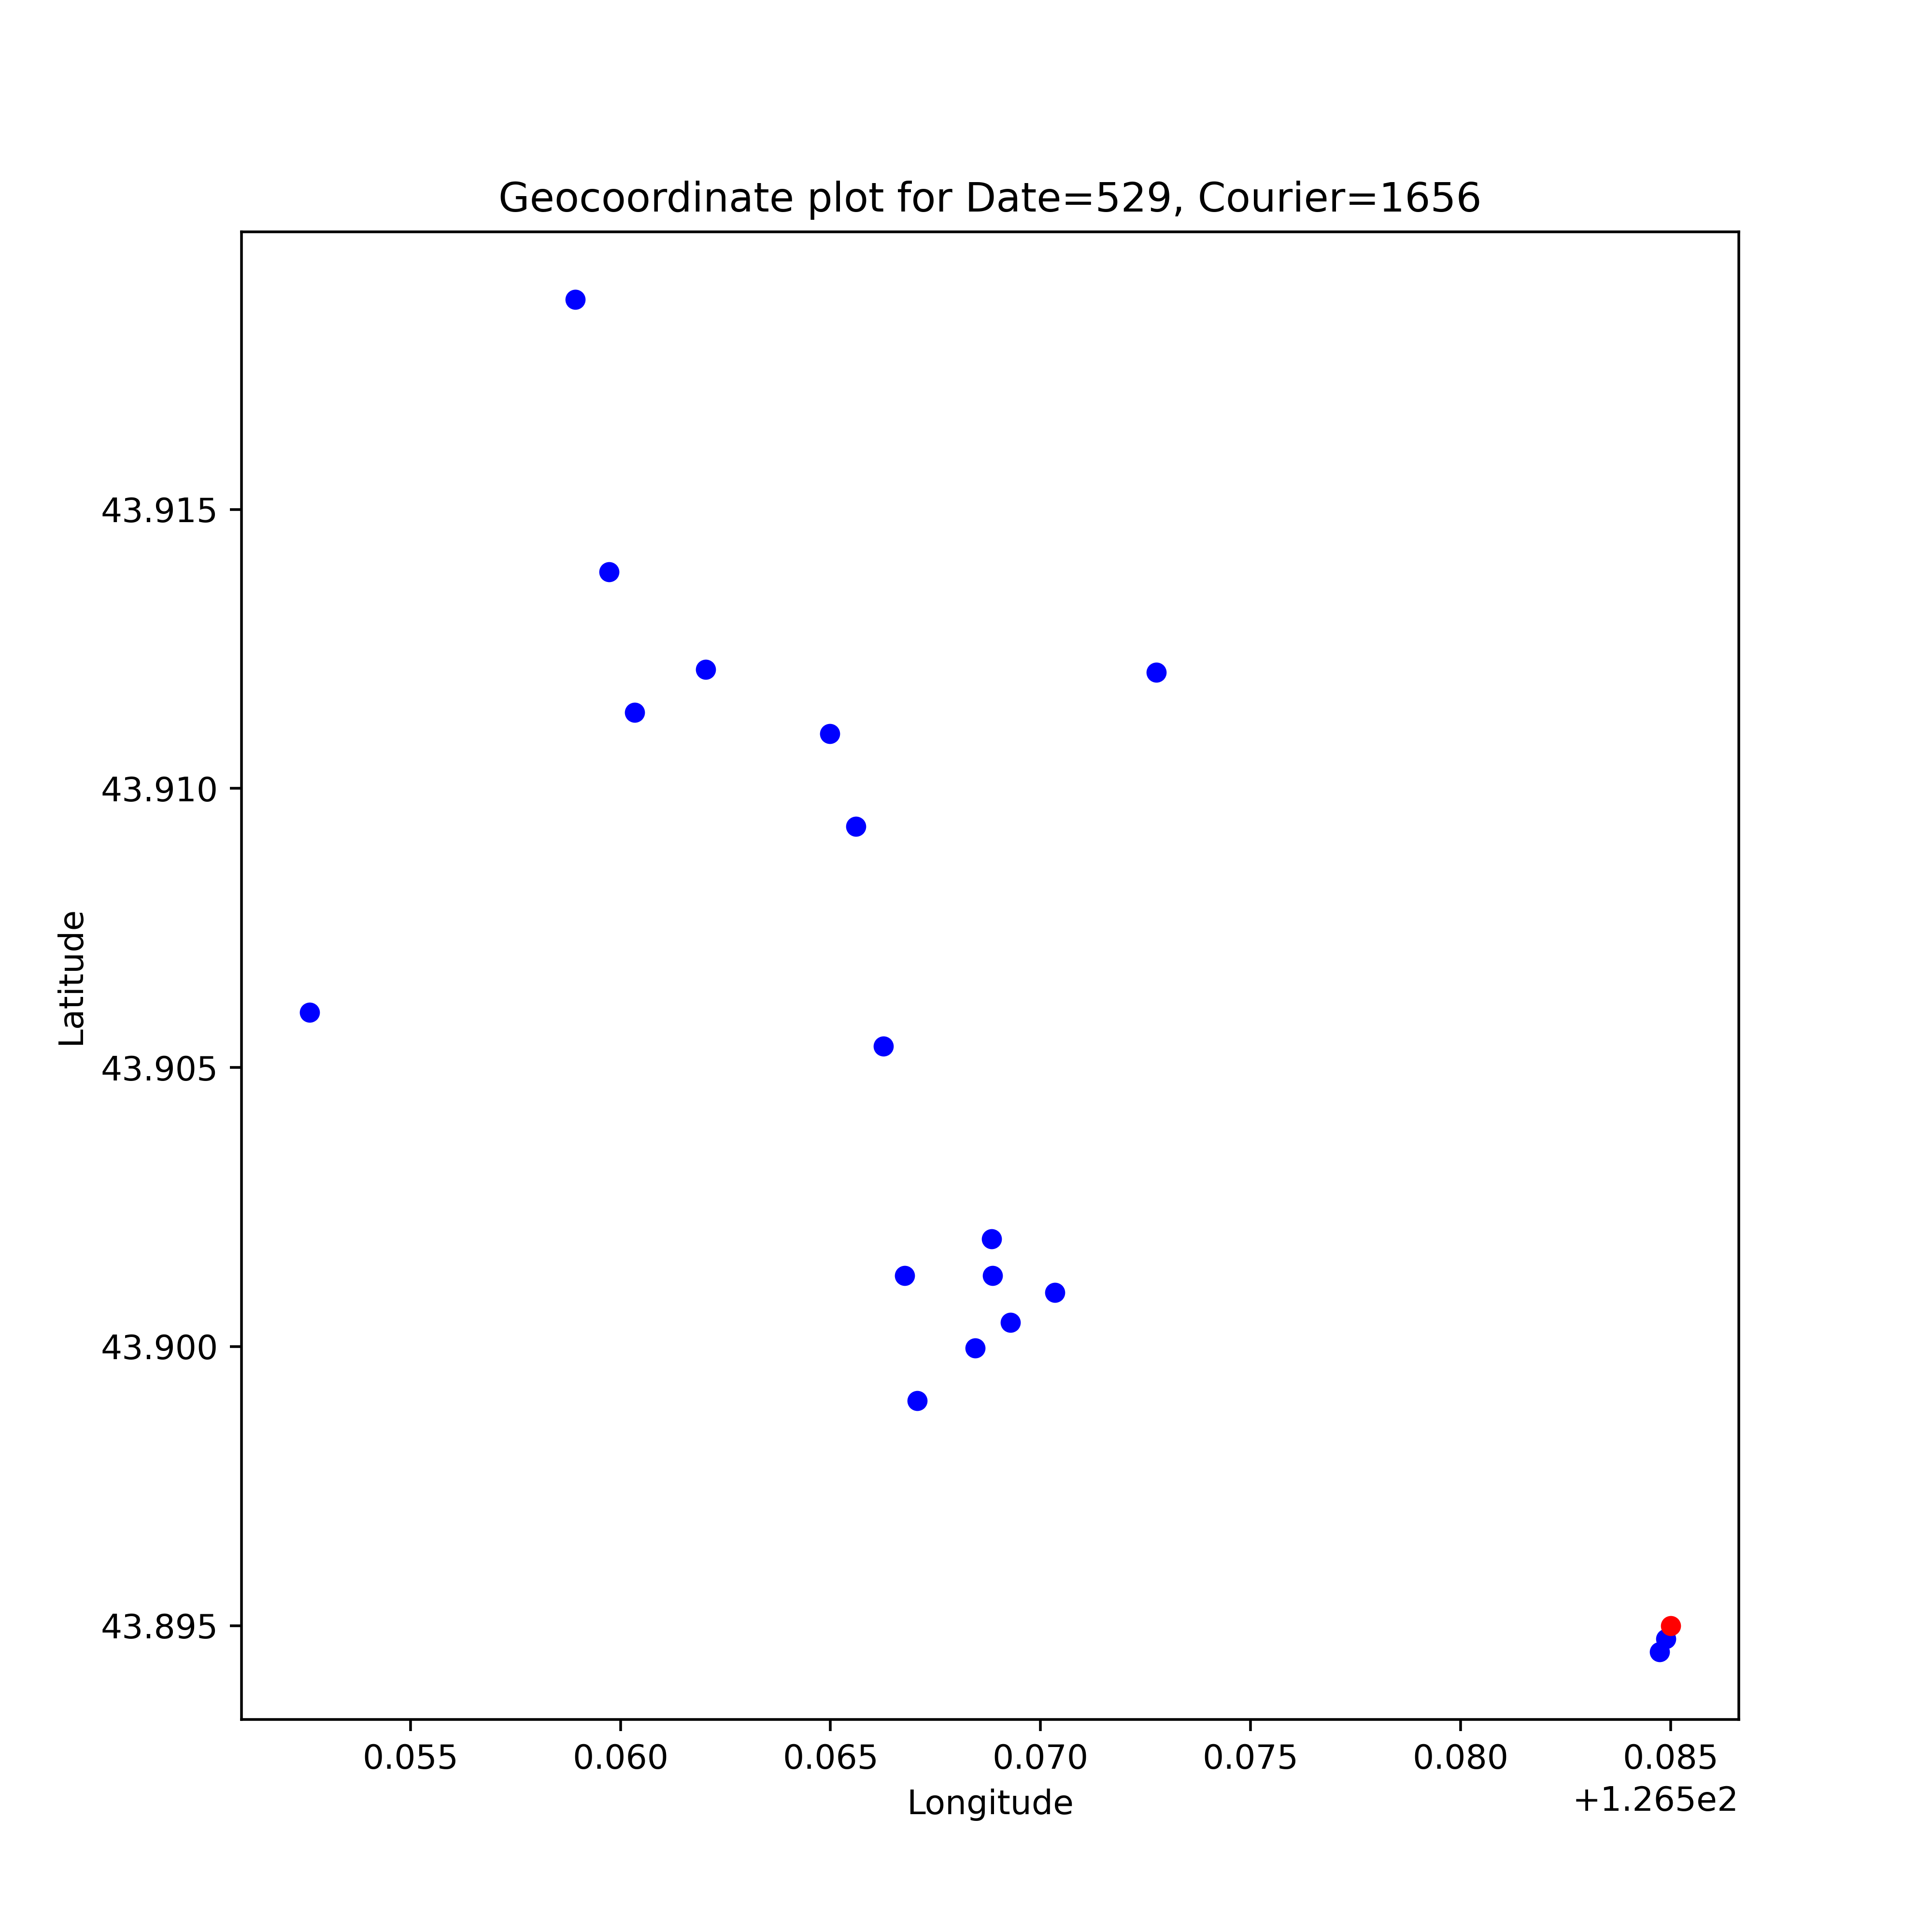 Geocoordinate plot for Date=529, Courier=1656
43.915
43.910
43.905
43.900
43.895
Latitude
0.055 0.060 0.065 0.070 0.075 0.080 0.085
+1.265e2
Longitude